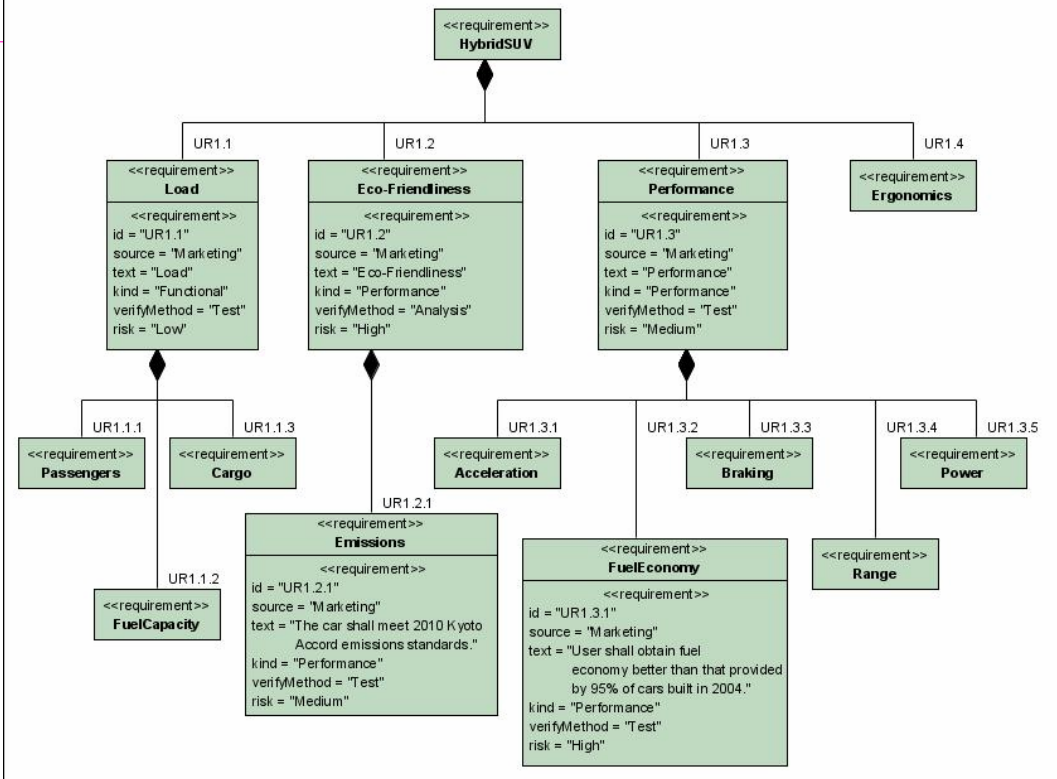 <<requirement>>
HybridSUV
UR1.1
UR1.2
UR1.3
UR1.4
<<requirement>>
Load
<<requirement>>
id = "UR1.1"
source = "Marketing"
text = "Load"
kind = "Functional"
verifyMethod = "Test"
risk = "Low"
<<requirement>>
Eco-Friendliness
<<requirement>>
id = "UR1.2"
source = "Marketing"
text = "Eco-Friendliness"
kind = "Performance"
verifyMethod = "Analysis"
risk = "High"
<<requirement>>
Performance
<<requirement>>
id = "UR1.3"
source = "Marketing"
text = "Performance"
kind = "Performance"
verifyMethod = "Test"
risk = "Medium"
<<requirement>>
Ergonomics
UR1.1.1
<<requirement>>
Passengers
UR1.1.3
<<requirement>>
Cargo
UR1.1.2
<<requirement>>
FuelCapacity
UR1.2.1
<<requirement>>
Emissions
<<requirement>>
id = "UR1.2.1"
source = "Marketing"
text = "The car shall meet 2010 Kyoto
Accord emissions standards."
kind = "Performance"
verifyMethod = "Test"
risk = "Medium"
UR1.3.1
<<requirement>>
Acceleration
UR1.3.2
<<requirement>>
FuelEconomy
<<requirement>>
id = "UR1.3.1"
source = "Marketing"
text = "User shall obtain fuel
economy better than that provided
by 95% of cars built in 2004."
kind = "Performance"
verifyMethod = "Test"
risk = "High"
UR1.3.3
<<requirement>>
Braking
UR1.3.4
<<requirement>>
Range
UR1.3.5
<<requirement>>
Power